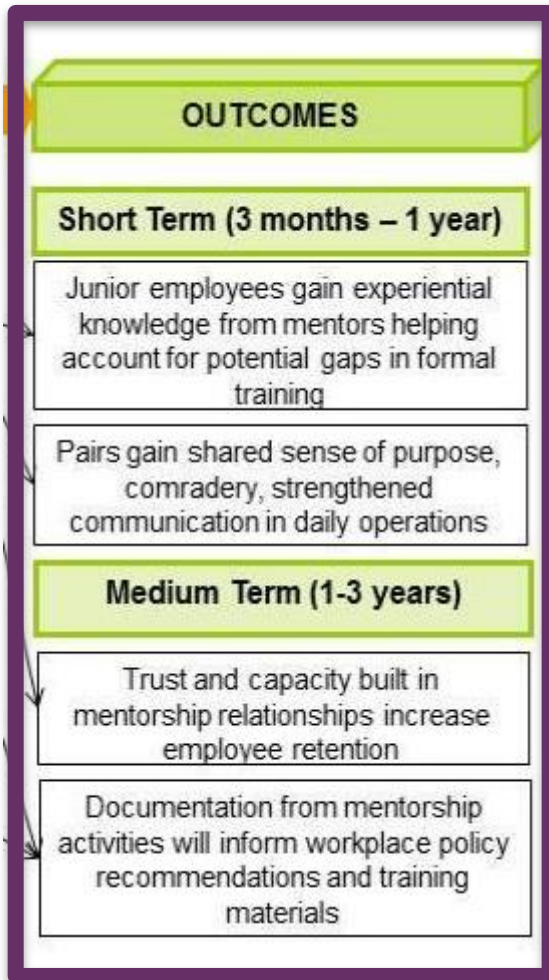 OUTCOMES
Short Term (3 months – 1 year)
Junior employees gain experiential
knowledge from mentors helping
account for potential gaps in formal
training
Pairs gain shared sense of purpose,
comradery, strengthened
communication in daily operations
Medium Term (1-3 years)
Trust and capacity built in
mentorship relationships increase
employee retention
Documentation from mentorship
activities will inform workplace policy
recommendations and training
materials